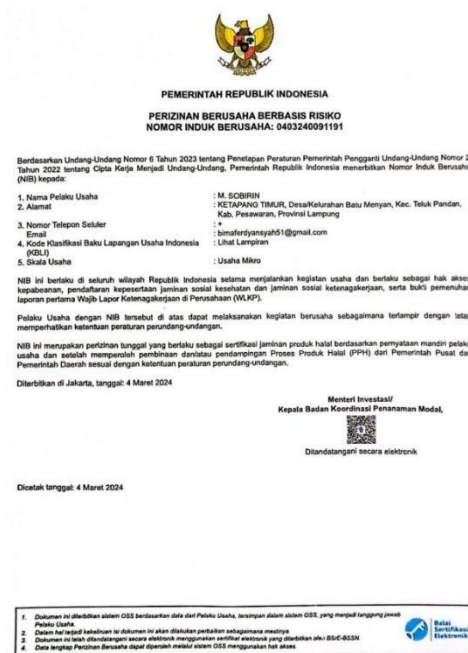 PEMERINTAH REPUBLIK INDONESIA
PERIZINAN BERUSAHA BERBASIS RISIKO
NOMOR INDUK BERUSAHA: 0403240091191
Berdasarkan Undang-Undang Nomor 6 Tahun 2023 tentang Penetapan Peraturan Pemerintah Pengganti Undang-Undang Nomor 2
Tahun 2022 tentang Cipta Kerja Menjadi Undang-Undang, Pemerintah Republik Indonesia menerbitkan Nomor Induk Berusaha
(NIB) kepada:
1. Nama Pelaku Usaha : M. SOBIRIN
2. Alamat : KETAPANG TIMUR, Desa/Kelurahan Batu Menyan, Kec. Teluk Pandan,
Kab. Pesawaran, Provinsi Lampung
3. Nomor Telepon Seluler : +
Email : bimaferdyansyah51@gmail.com
4. Kode Klasifikasi Baku Lapangan Usaha Indonesia : Lihat Lampiran
(KBLI)
5. Skala Usaha : Usaha Mikro
NIB ini berlaku di seluruh wilayah Republik Indonesia selama menjalankan kegiatan usaha dan berlaku sebagai hak akses
kepabeanan, pendaftaran kepesertaan jaminan sosial kesehatan dan jaminan sosial ketenagakerjaan, serta bukti pemenuhan
laporan pertama Wajib Lapor Ketenagakerjaan di Perusahaan (WLKP).
Pelaku Usaha dengan NIB tersebut di atas dapat melaksanakan kegiatan berusaha sebagaimana terlampir dengan tetap
memperhatikan ketentuan peraturan perundang-undangan.
NIB ini merupakan perizinan tunggal yang berlaku sebagai sertifikasi jaminan produk halal berdasarkan pernyataan mandiri pelaku
usaha dan setelah memperoleh pembinaan dan/atau pendampingan Proses Produk Halal (PPH) dari Pemerintah Pusat dan
Pemerintah Daerah sesuai dengan ketentuan peraturan perundang-undangan.
Diterbitkan di Jakarta, tanggal: 4 Maret 2024
Menteri Investasi/
Kepala Badan Koordinasi Penanaman Modal,
Ditandatangani secara elektronik
Dicetak tanggal: 4 Maret 2024
1. Dokumen ini diterbitkan sistem OSS berdasarkan data dari Pelaku Usaha, tersimpan dalam sistem OSS, yang menjadi tanggung jawab
Pelaku Usaha.
2. Dalam hal terjadi kekeliruan isi dokumen ini akan dilakukan perbaikan sebagaimana mestinya
3. Dokumen ini telah ditandatangani secara elektronik menggunakan sertifikat elektronik yang diterbitkan oleh BSrE-BSSN.
4. Data lengkap Perizinan Berusaha dapat diperoleh melalui sistem OSS menggunakan hak akses.
Balai
Sertifikasi
Elektronik